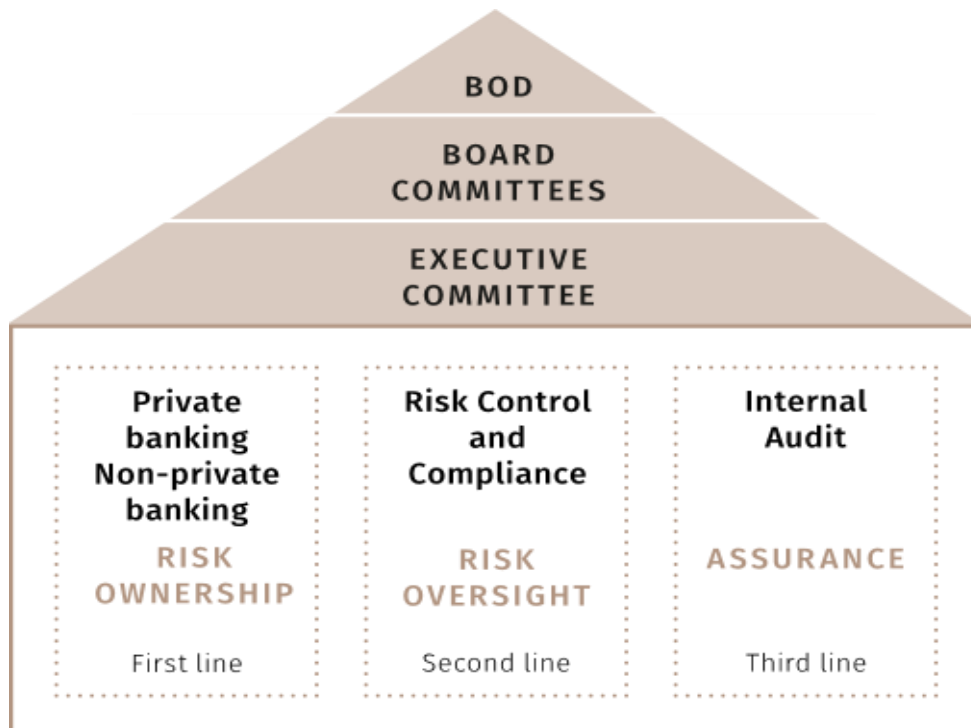 BOD
BOARD
COMMITTEES
EXECUTIVE
COMMITTEE
Private
banking
Non-private
banking
RISK
OWNERSHIP
First line
Risk Control
and
Compliance
RISK
OVERSIGHT
Second line
Internal
Audit
ASSURANCE
Third line